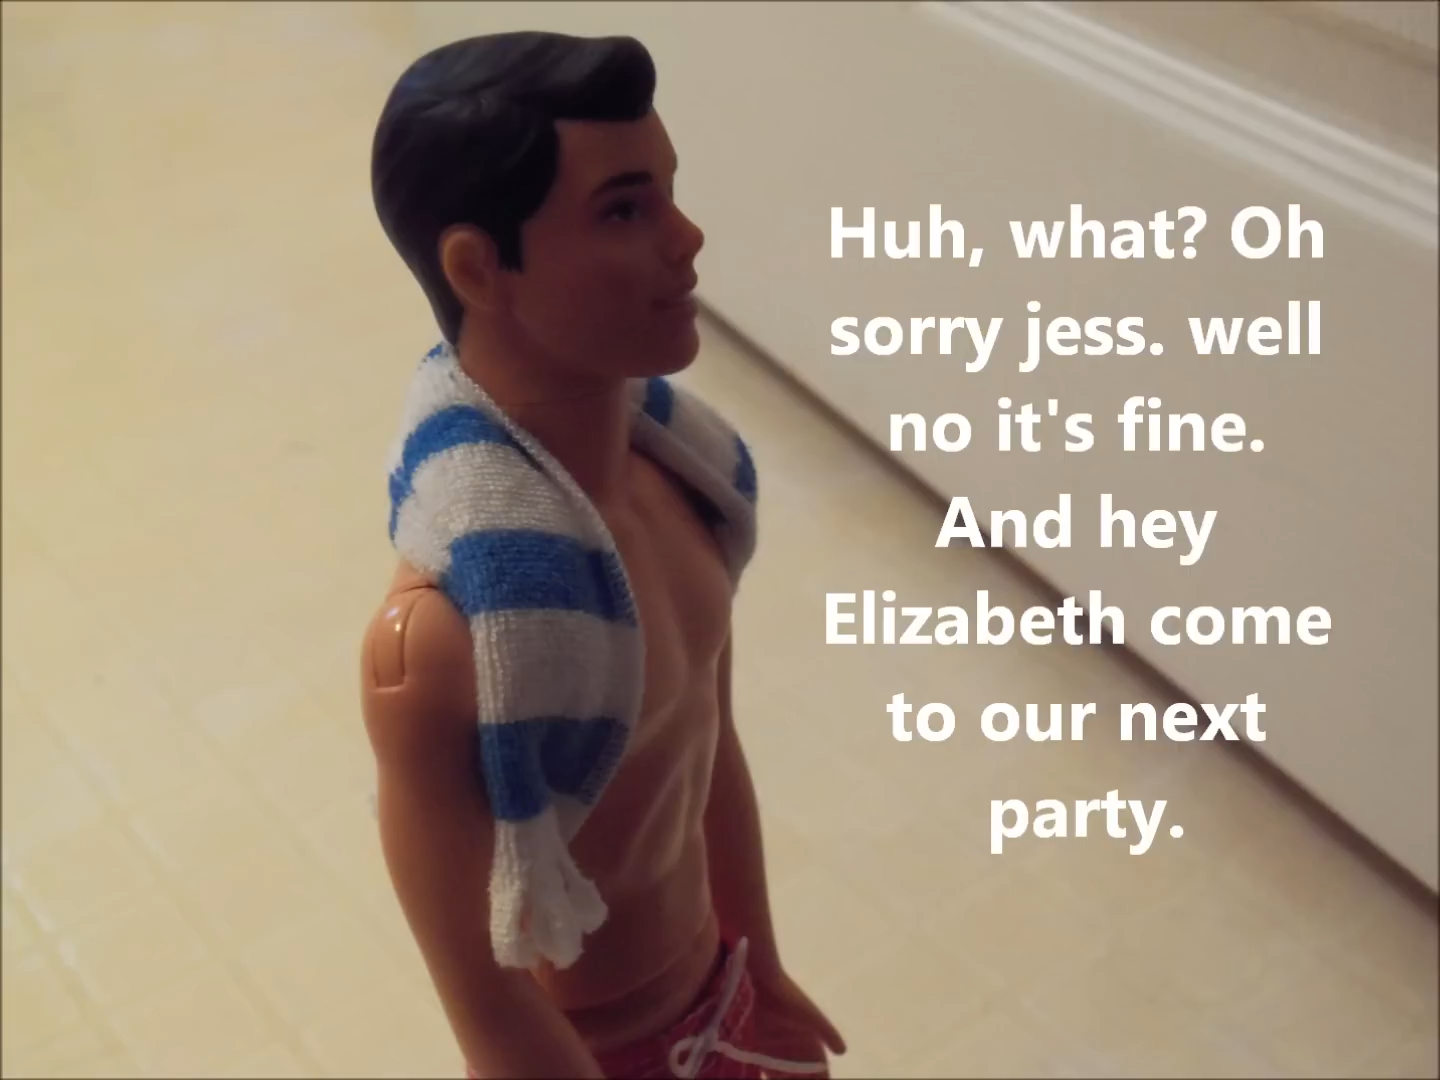 Huh, what? Oh
sorry jess. well
no it's fine.
And hey
Elizabeth come
to our next
party.